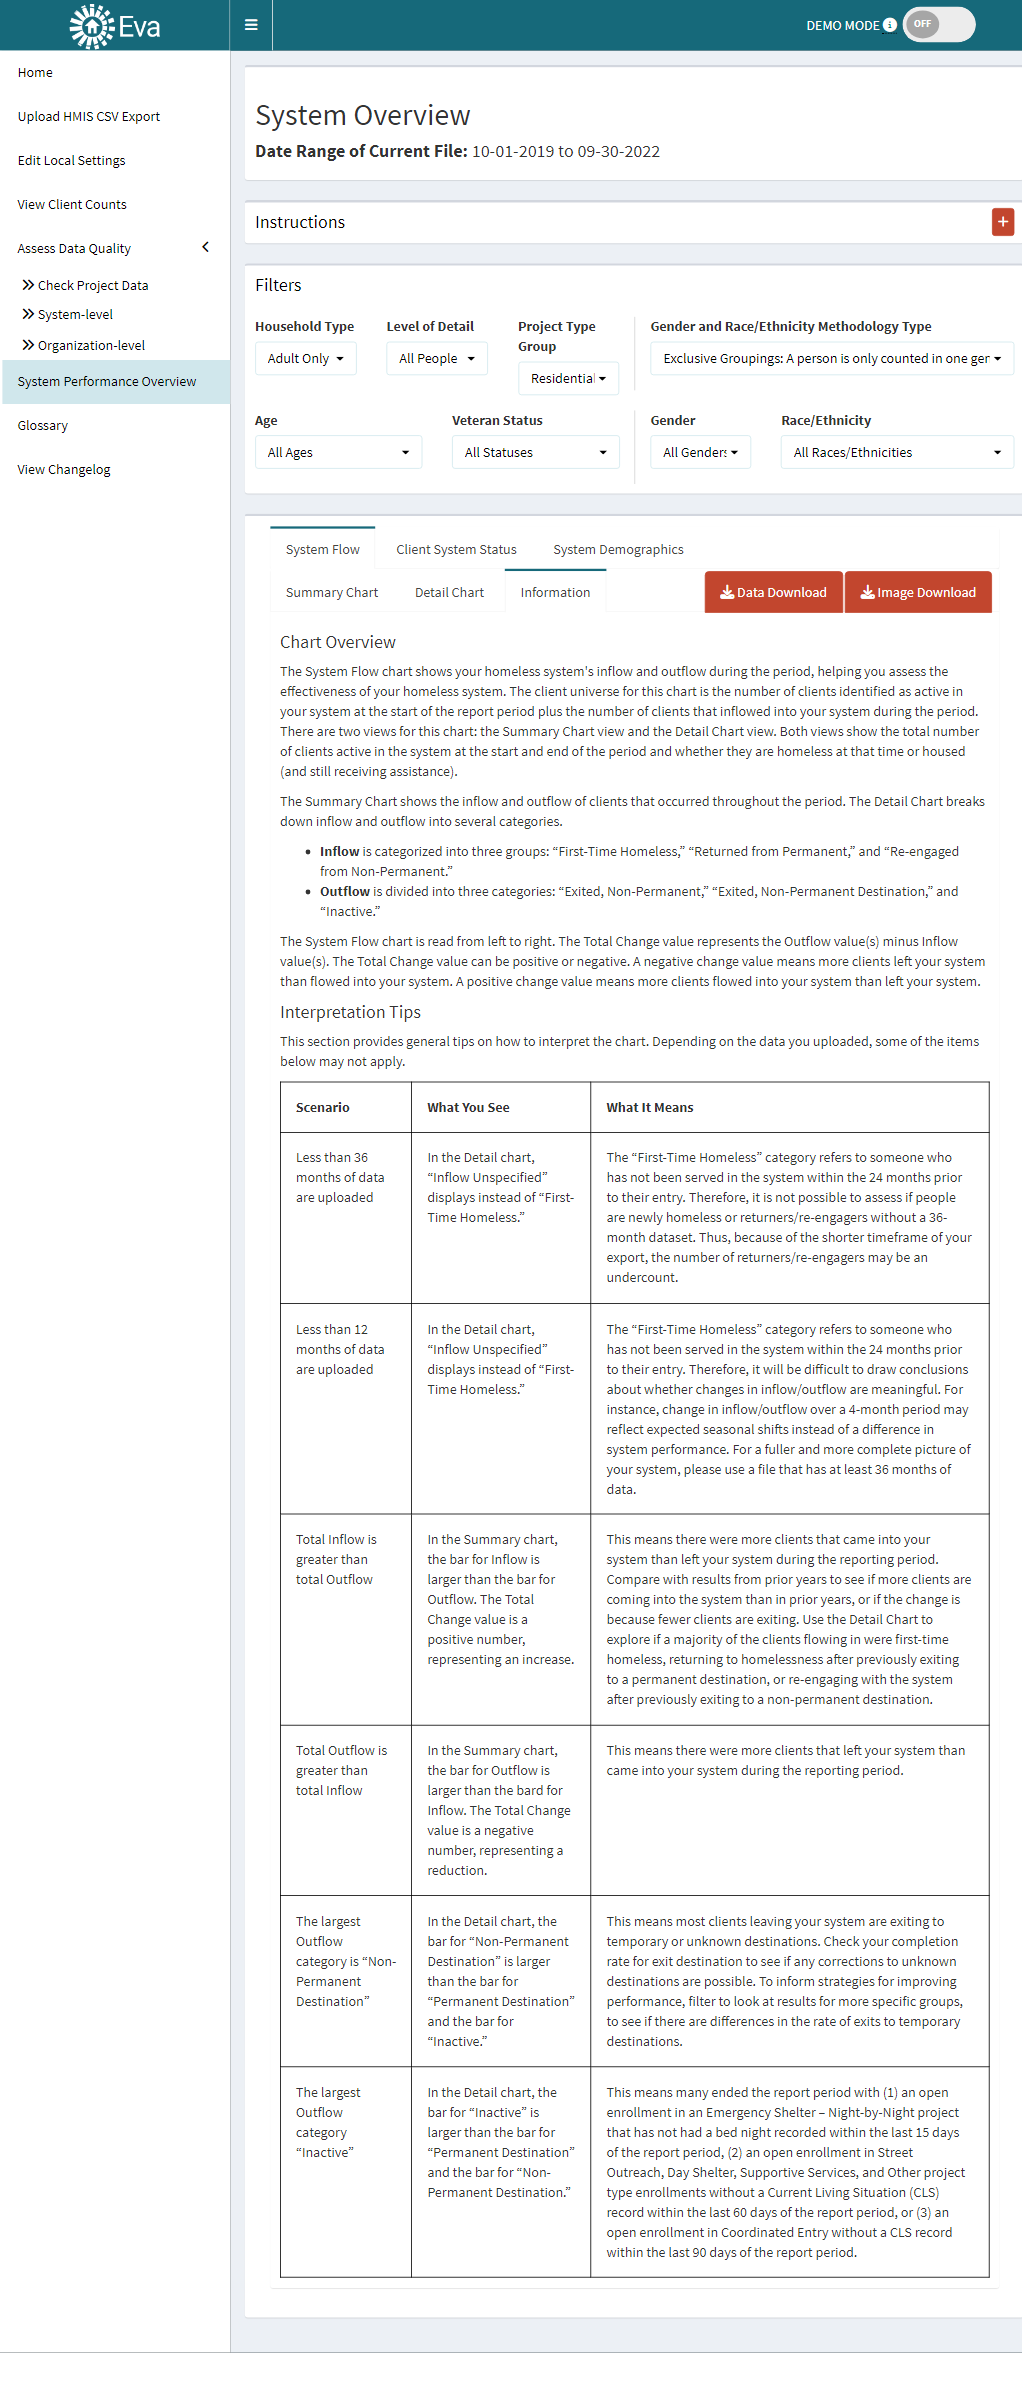 Eva
DEMO MODE
OFF
Home
Upload HMIS CSV Export
Edit Local Settings
View Client Counts
Assess Data Quality
Check Project Data
System-level
Organization-level
System Performance Overview
Glossary
View Changelog
System Overview
Date Range of Current File: 10-01-2019 to 09-30-2022
Instructions
Filters
Household Type
Adult Only
Level of Detail
All People
Project Type
Group
Residential
Gender and Race/Ethnicity Methodology Type
Exclusive Groupings: A person is only counted in one ger
Age
All Ages
Veteran Status
All Statuses
Gender
All Genders
Race/Ethnicity
All Races/Ethnicities
System Flow
Client System Status
System Demographics
Summary Chart
Detail Chart
Information
Data Download
Image Download
Chart Overview
The System Flow chart shows your homeless system's inflow and outflow during the period, helping you assess the
effectiveness of your homeless system. The client universe for this chart is the number of clients identified as active in
your system at the start of the report period plus the number of clients that inflowed into your system during the period.
There are two views for this chart: the Summary Chart view and the Detail Chart view. Both views show the total number
of clients active in the system at the start and end of the period and whether they are homeless at that time or housed
(and still receiving assistance).
The Summary Chart shows the inflow and outflow of clients that occurred throughout the period. The Detail Chart breaks
down inflow and outflow into several categories.
• Inflow is categorized into three groups: “First-Time Homeless,” “Returned from Permanent,” and “Re-engaged
from Non-Permanent.”
• Outflow is divided into three categories: “Exited, Non-Permanent,” “Exited, Non-Permanent Destination,” and
“Inactive.”
The System Flow chart is read from left to right. The Total Change value represents the Outflow value(s) minus Inflow
value(s). The Total Change value can be positive or negative. A negative change value means more clients left your system
than flowed into your system. A positive change value means more clients flowed into your system than left your system.
Interpretation Tips
This section provides general tips on how to interpret the chart. Depending on the data you uploaded, some of the items
below may not apply.
Scenario
What You See
What It Means
Less than 36
months of data
are uploaded
In the Detail chart,
“Inflow Unspecified”
displays instead of “First-
Time Homeless.”
The “First-Time Homeless” category refers to someone who
has not been served in the system within the 24 months prior
to their entry. Therefore, it is not possible to assess if people
are newly homeless or returners/re-engagers without a 36-
month dataset. Thus, because of the shorter timeframe of your
export, the number of returners/re-engagers may be an
undercount.
Less than 12
months of data
are uploaded
In the Detail chart,
“Inflow Unspecified”
displays instead of “First-
Time Homeless.”
The “First-Time Homeless” category refers to someone who
has not been served in the system within the 24 months prior
to their entry. Therefore, it will be difficult to draw conclusions
about whether changes in inflow/outflow are meaningful. For
instance, change in inflow/outflow over a 4-month period may
reflect expected seasonal shifts instead of a difference in
system performance. For a fuller and more complete picture of
your system, please use a file that has at least 36 months of
data.
Total Inflow is
greater than
total Outflow
In the Summary chart,
the bar for Inflow is
larger than the bar for
Outflow. The Total
Change value is a
positive number,
representing an increase.
This means there were more clients that came into your
system than left your system during the reporting period.
Compare with results from prior years to see if more clients are
coming into the system than in prior years, or if the change is
because fewer clients are exiting. Use the Detail Chart to
explore if a majority of the clients flowing in were first-time
homeless, returning to homelessness after previously exiting
to a permanent destination, or re-engaging with the system
after previously exiting to a non-permanent destination.
Total Outflow is
greater than
total Inflow
In the Summary chart,
the bar for Outflow is
larger than the bard for
Inflow. The Total Change
value is a negative
number, representing a
reduction.
This means there were more clients that left your system than
came into your system during the reporting period.
The largest
Outflow
category is “Non-
Permanent
Destination”
In the Detail chart, the
bar for “Non-Permanent
Destination” is larger
than the bar for
“Permanent Destination”
and the bar for
“Inactive.”
This means most clients leaving your system are exiting to
temporary or unknown destinations. Check your completion
rate for exit destination to see if any corrections to unknown
destinations are possible. To inform strategies for improving
performance, filter to look at results for more specific groups,
to see if there are differences in the rate of exits to temporary
destinations.
The largest
Outflow
category
“Inactive”
In the Detail chart, the
bar for “Inactive” is
larger than the bar for
“Permanent Destination”
and the bar for “Non-
Permanent Destination.”
This means many ended the report period with (1) an open
enrollment in an Emergency Shelter – Night-by-Night project
that has not had a bed night recorded within the last 15 days
of the report period, (2) an open enrollment in Street
Outreach, Day Shelter, Supportive Services, and Other project
type enrollments without a Current Living Situation (CLS)
record within the last 60 days of the report period, or (3) an
open enrollment in Coordinated Entry without a CLS record
within the last 90 days of the report period.